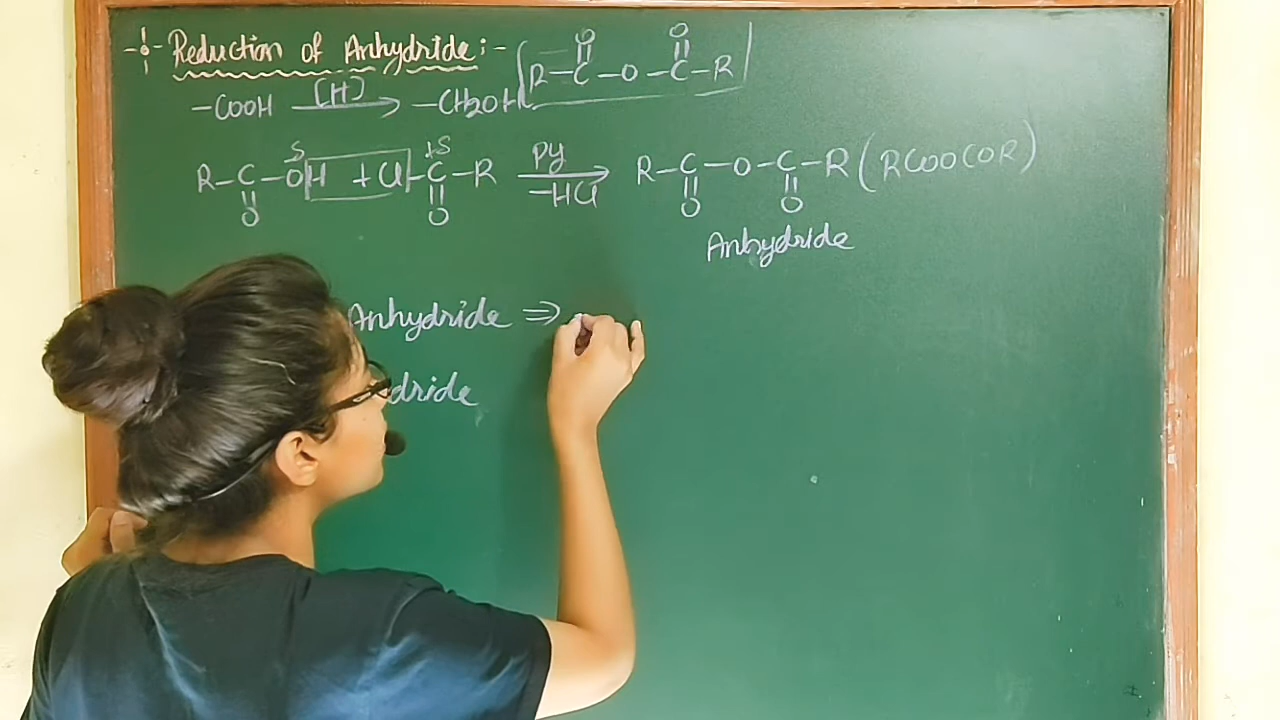 Reduction of Anhydride :-
R-C-O-C-R
O O
-COOH [H] → -CH2OH
R-C-OH + Cl-C-R Py → -HCl R-C-O-C-R (RCOOCOR)
O O O O
Anhydride
Anhydride ⇒
dride